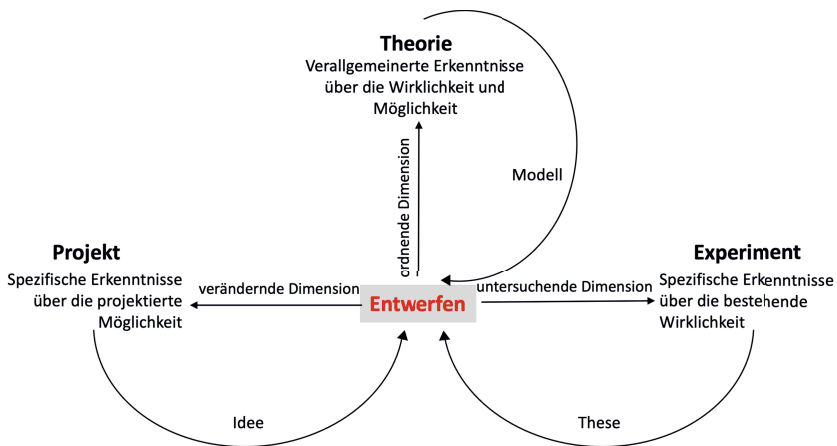 Theorie
Verallgemeinerte Erkenntnisse
über die Wirklichkeit und
Möglichkeit
ordnende Dimension
Modell
Projekt
Spezifische Erkenntnisse
über die projektierte
Möglichkeit
verändernde Dimension
Entwerfen
untersuchende Dimension
Experiment
Spezifische Erkenntnisse
über die bestehende
Wirklichkeit
Idee
These